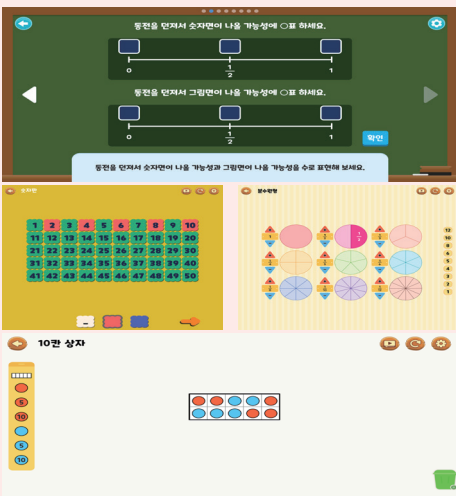 동전을 던져서 숫자면이 나올 가능성에 ○표 하세요.
0 1/2 1
동전을 던져서 그림면이 나올 가능성에 ○표 하세요.
0 1/2 1
확인
동전을 던져서 숫자면이 나올 가능성과 그림면이 나올 가능성을 수로 표현해 보세요.
숫자판
1 2 3 4 5 6 7 8 9 10
11 12 13 14 15 16 17 18 19 20
21 22 23 24 25 26 27 28 29 30
31 32 33 34 35 36 37 38 39 40
41 42 43 44 45 46 47 48 49 50
분수원판
12
10
9
8
6
5
4
3
2
1
10칸 상자
5
10
5
10